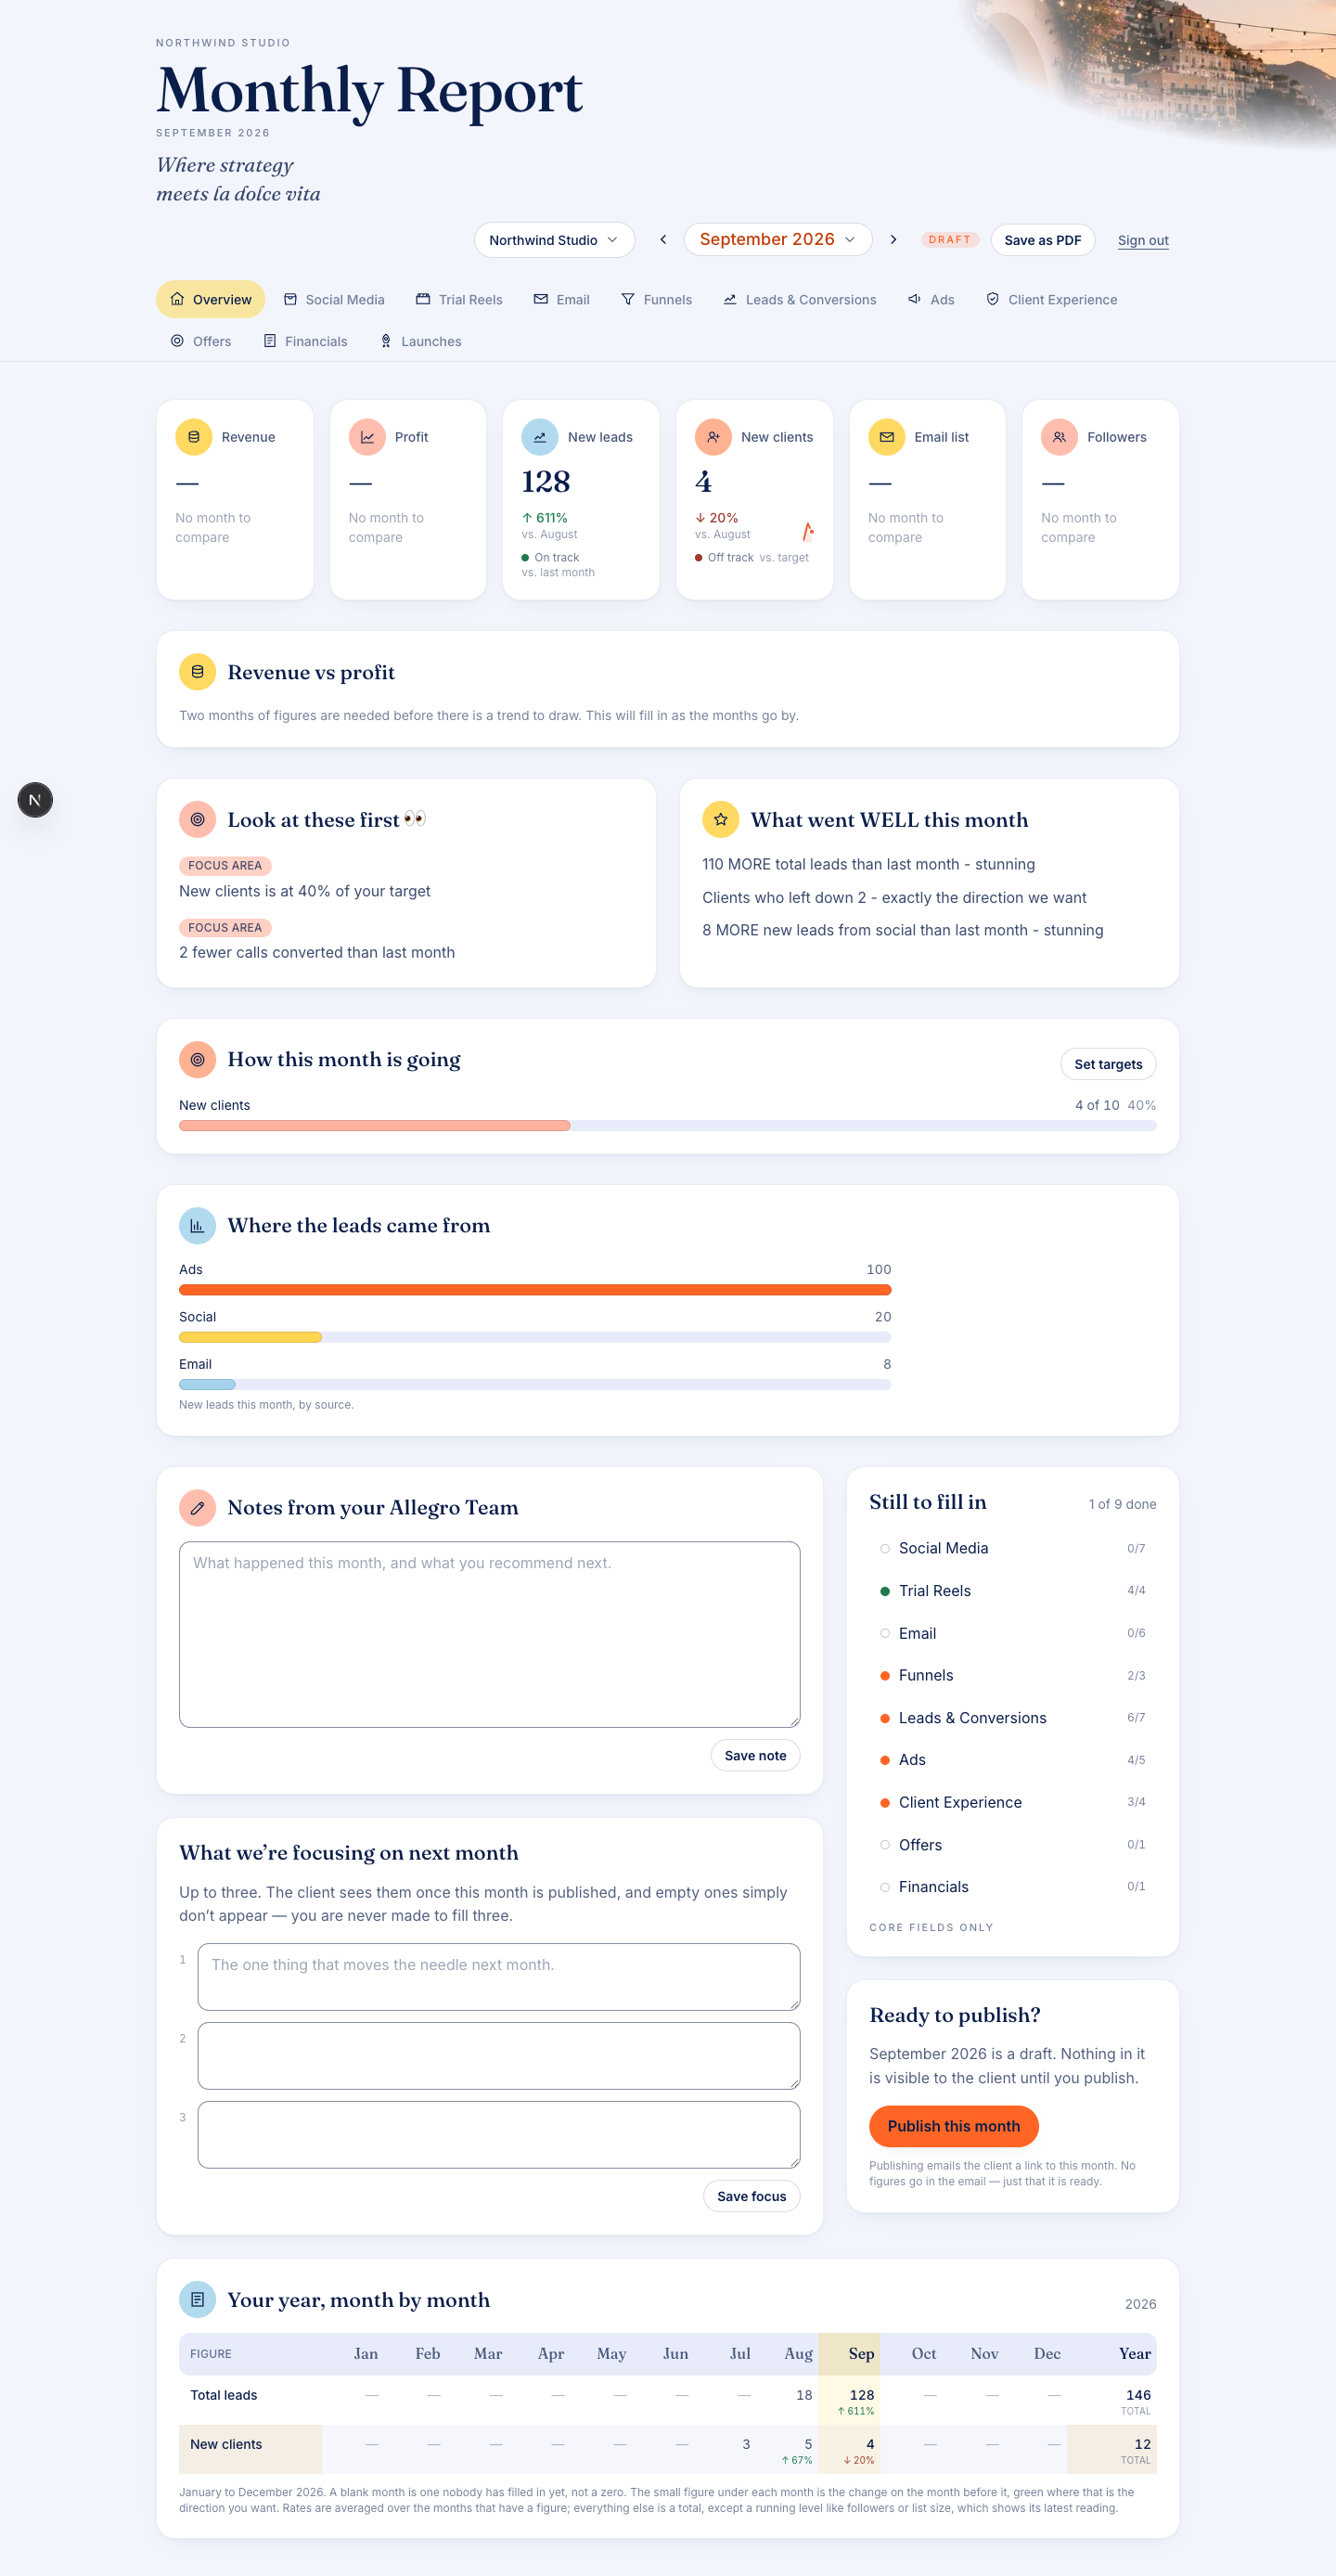 NORTHWIND STUDIO
Monthly Report
SEPTEMBER 2026
Where strategy
meets la dolce vita
Northwind Studio
September 2026
DRAFT
Save as PDF
Sign out
Overview
Social Media
Trial Reels
Email
Funnels
Leads & Conversions
Ads
Client Experience
Offers
Financials
Launches
Revenue
—
No month to
compare
Profit
—
No month to
compare
New leads
128
↑ 611%
vs. August
On track
vs. last month
New clients
4
↓ 20%
vs. August
Off track vs. target
Email list
—
No month to
compare
Followers
—
No month to
compare
Revenue vs profit
Two months of figures are needed before there is a trend to draw. This will fill in as the months go by.
Look at these first 👀
FOCUS AREA
New clients is at 40% of your target
FOCUS AREA
2 fewer calls converted than last month
What went WELL this month
110 MORE total leads than last month - stunning
Clients who left down 2 - exactly the direction we want
8 MORE new leads from social than last month - stunning
How this month is going
Set targets
New clients 4 of 10 40%
Where the leads came from
Ads 100
Social 20
Email 8
New leads this month, by source.
Notes from your Allegro Team
What happened this month, and what you recommend next.
Save note
What we’re focusing on next month
Up to three. The client sees them once this month is published, and empty ones simply
don’t appear — you are never made to fill three.
1 The one thing that moves the needle next month.
2
3
Save focus
Still to fill in 1 of 9 done
Social Media 0/7
Trial Reels 4/4
Email 0/6
Funnels 2/3
Leads & Conversions 6/7
Ads 4/5
Client Experience 3/4
Offers 0/1
Financials 0/1
CORE FIELDS ONLY
Ready to publish?
September 2026 is a draft. Nothing in it
is visible to the client until you publish.
Publish this month
Publishing emails the client a link to this month. No
figures go in the email — just that it is ready.
Your year, month by month 2026
FIGURE Jan Feb Mar Apr May Jun Jul Aug Sep Oct Nov Dec Year
Total leads — — — — — — — 18 128 — — — 146
↑ 611% TOTAL
New clients — — — — — — 3 5 4 — — — 12
↑ 67% ↓ 20% TOTAL
January to December 2026. A blank month is one nobody has filled in yet, not a zero. The small figure under each month is the change on the month before it, green where that is the
direction you want. Rates are averaged over the months that have a figure; everything else is a total, except a running level like followers or list size, which shows its latest reading.
N